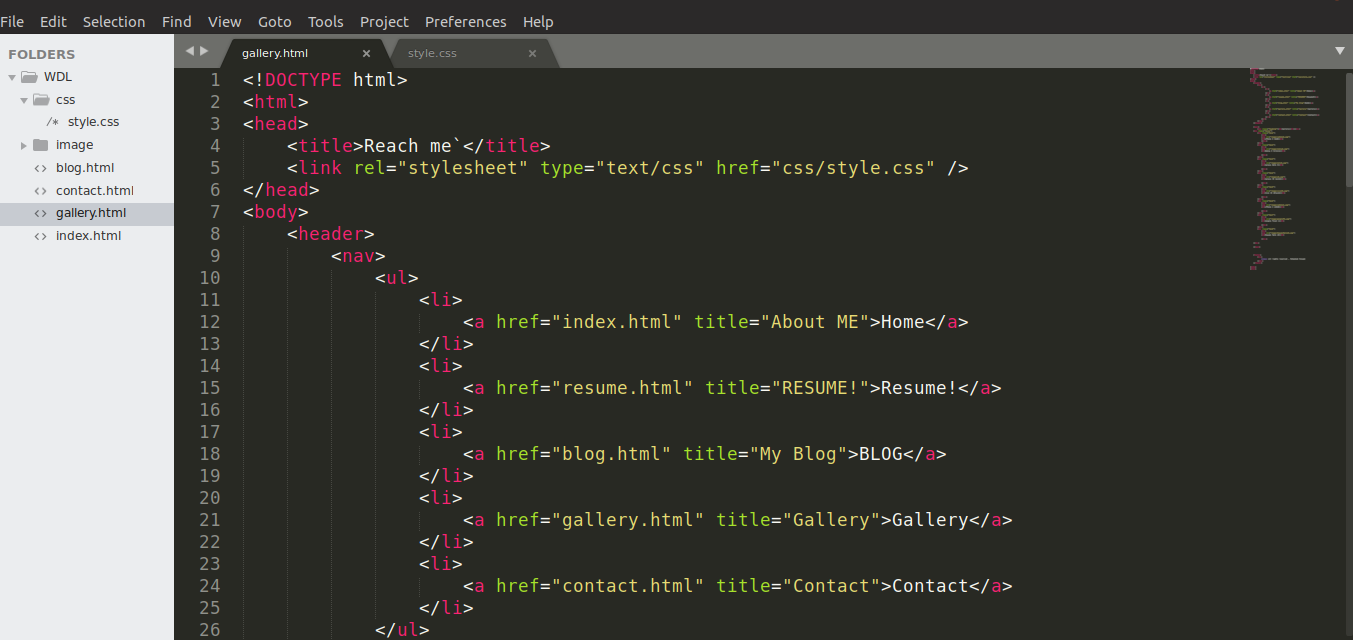 File Edit Selection Find View Goto Tools Project Preferences Help
FOLDERS
WDL
css
/* style.css
image
<> blog.html
<> contact.html
<> gallery.html
<> index.html
gallery.html × style.css ×
1 <!DOCTYPE html>
2 <html>
3 <head>
4 <title>Reach me`</title>
5 <link rel="stylesheet" type="text/css" href="css/style.css" />
6 </head>
7 <body>
8 <header>
9 <nav>
10 <ul>
11 <li>
12 <a href="index.html" title="About ME">Home</a>
13 </li>
14 <li>
15 <a href="resume.html" title="RESUME!">Resume!</a>
16 </li>
17 <li>
18 <a href="blog.html" title="My Blog">BLOG</a>
19 </li>
20 <li>
21 <a href="gallery.html" title="Gallery">Gallery</a>
22 </li>
23 <li>
24 <a href="contact.html" title="Contact">Contact</a>
25 </li>
26 </ul>